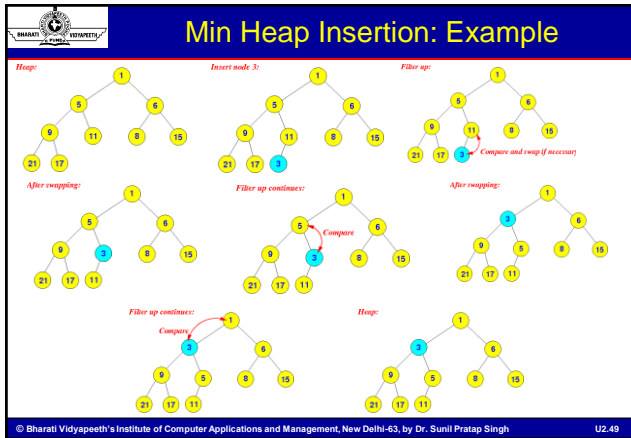 BHARATI VIDYAPEETH
PUNE
Min Heap Insertion: Example
Heap:
1
5 6
9 11 8 15
21 17
Insert node 3:
1
5 6
9 11 8 15
21 17 3
Filter up:
1
5 6
9 11 8 15
21 17 3
Compare and swap if necessary
After swapping:
1
5 6
9 3 8 15
21 17 11
Filter up continues:
1
5 6
Compare
9 3 8 15
21 17 11
After swapping:
1
3 6
9 5 8 15
21 17 11
Filter up continues:
1
Compare
3 6
9 5 8 15
21 17 11
Heap:
1
3 6
9 5 8 15
21 17 11
© Bharati Vidyapeeth's Institute of Computer Applications and Management, New Delhi-63, by Dr. Sunil Pratap Singh U2.49